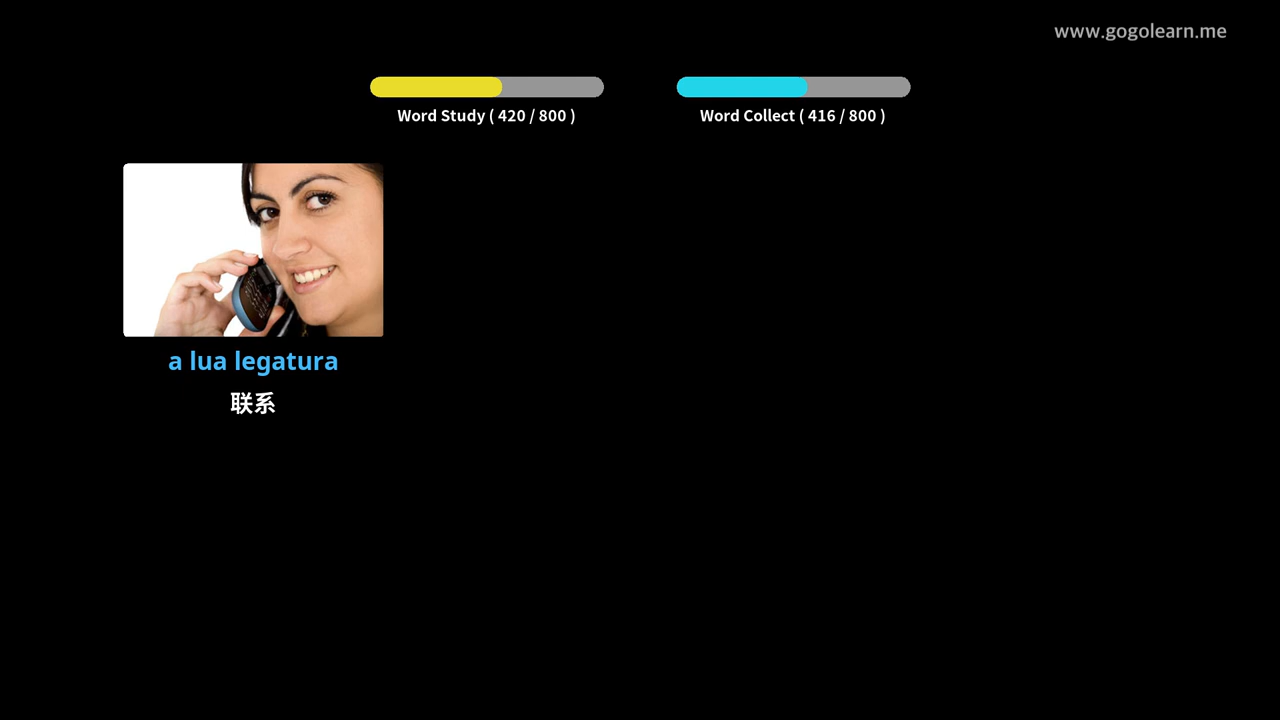 www.gogolearn.me
Word Study ( 420 / 800 )
Word Collect ( 416 / 800 )
a lua legatura
联系